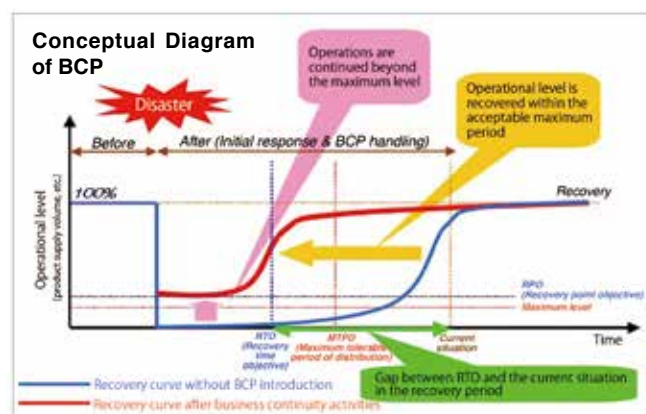 Conceptual Diagram
of BCP
Disaster
Operations are
continued beyond
the maximum level
Operational level is
recovered within the
acceptable maximum
period
Before
After (Initial response & BCP handling)
100%
Recovery
Operational level
(product supply volume, etc.)
RPO
(Recovery point objective)
Maximum level
Time
RTO
(Recovery
time
objective)
MTPD
(Maximum tolerable
period of distribution)
Current
situation
Gap between RTO and the current situation
in the recovery period
Recovery curve without BCP introduction
Recovery curve after business continuity activities